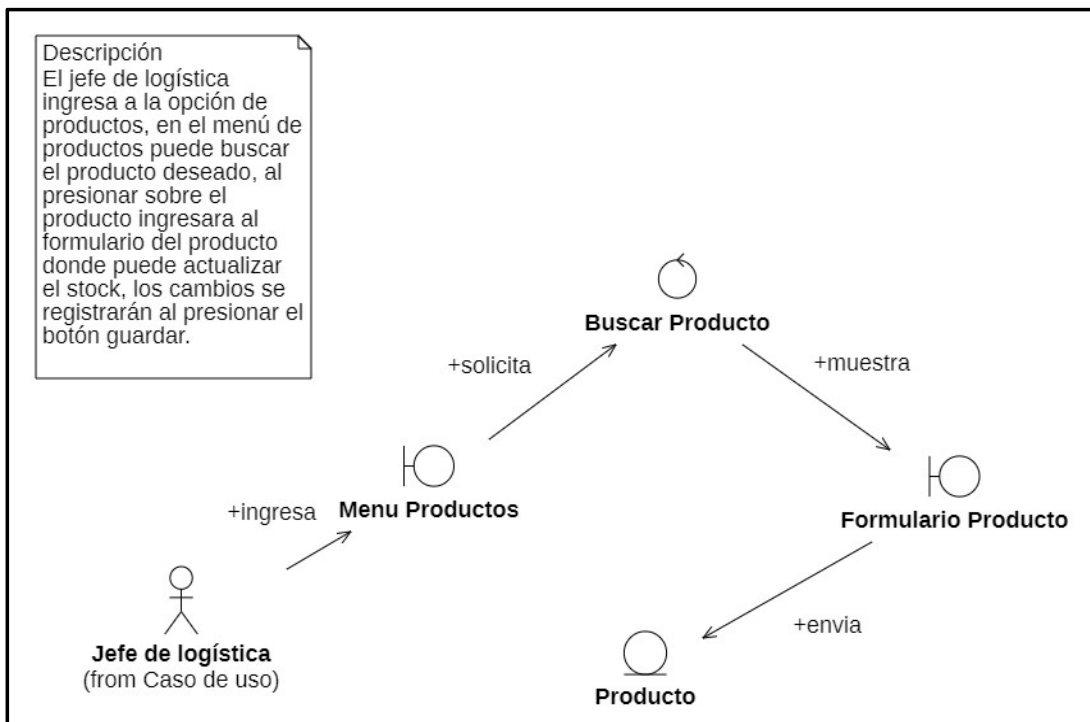 Descripción
El jefe de logística
ingresa a la opción de
productos, en el menú de
productos puede buscar
el producto deseado, al
presionar sobre el
producto ingresara al
formulario del producto
donde puede actualizar
el stock, los cambios se
registrarán al presionar el
botón guardar.
Buscar Producto
+solicita
+muestra
+ingresa
Menu Productos
Formulario Producto
+envia
Jefe de logística
(from Caso de uso)
Producto